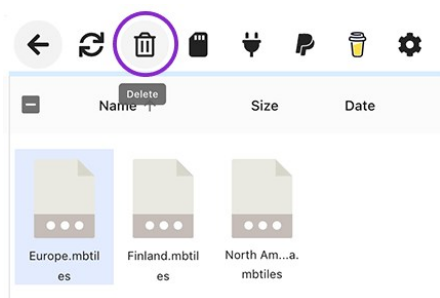 Delete
Name ↑ Size Date
Europe.mbtil
es
Finland.mbtil
es
North Am...a.
mbtiles